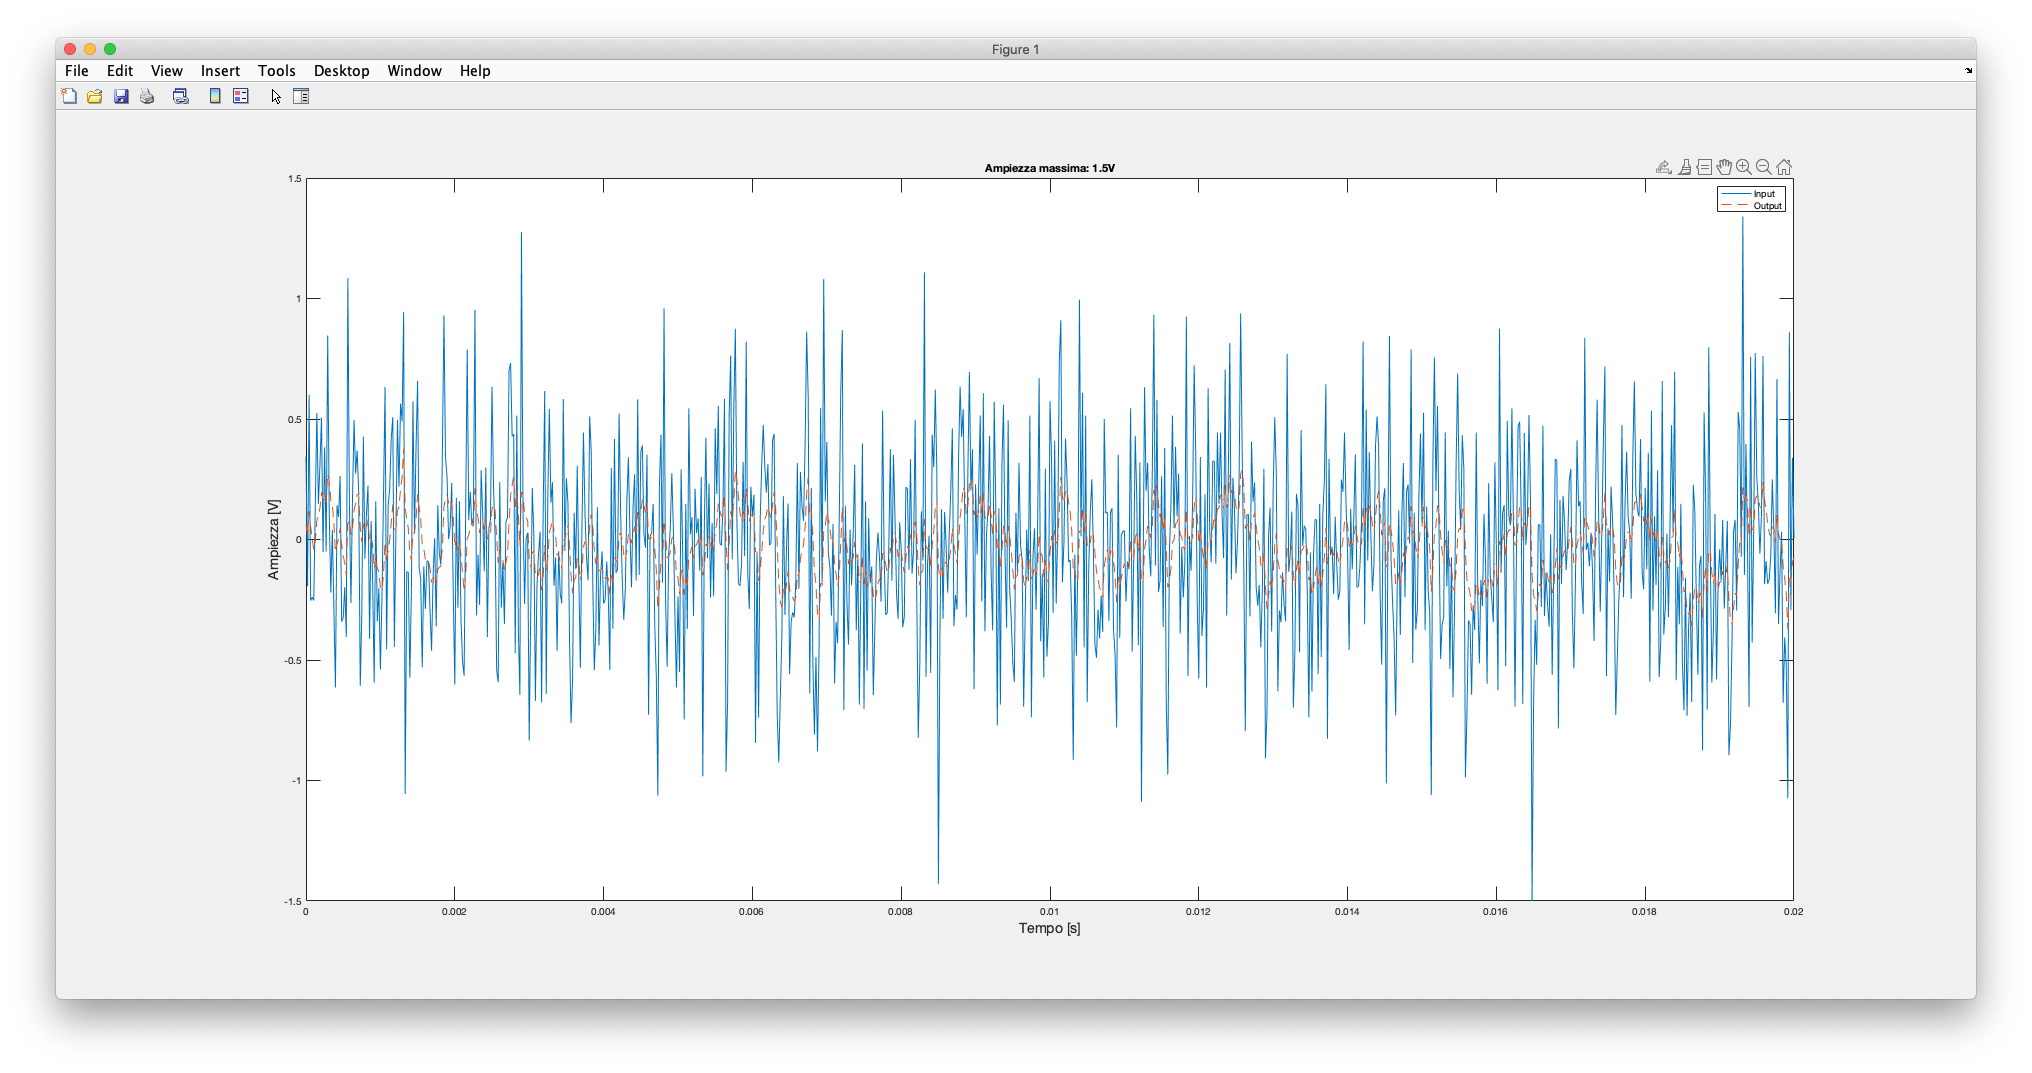 Figure 1
File Edit View Insert Tools Desktop Window Help
Ampiezza massima: 1.5V
Input
Output
1.5
1
0.5
0
-0.5
-1
-1.5
Ampiezza [V]
0 0.002 0.004 0.006 0.008 0.01 0.012 0.014 0.016 0.018 0.02
Tempo [s]